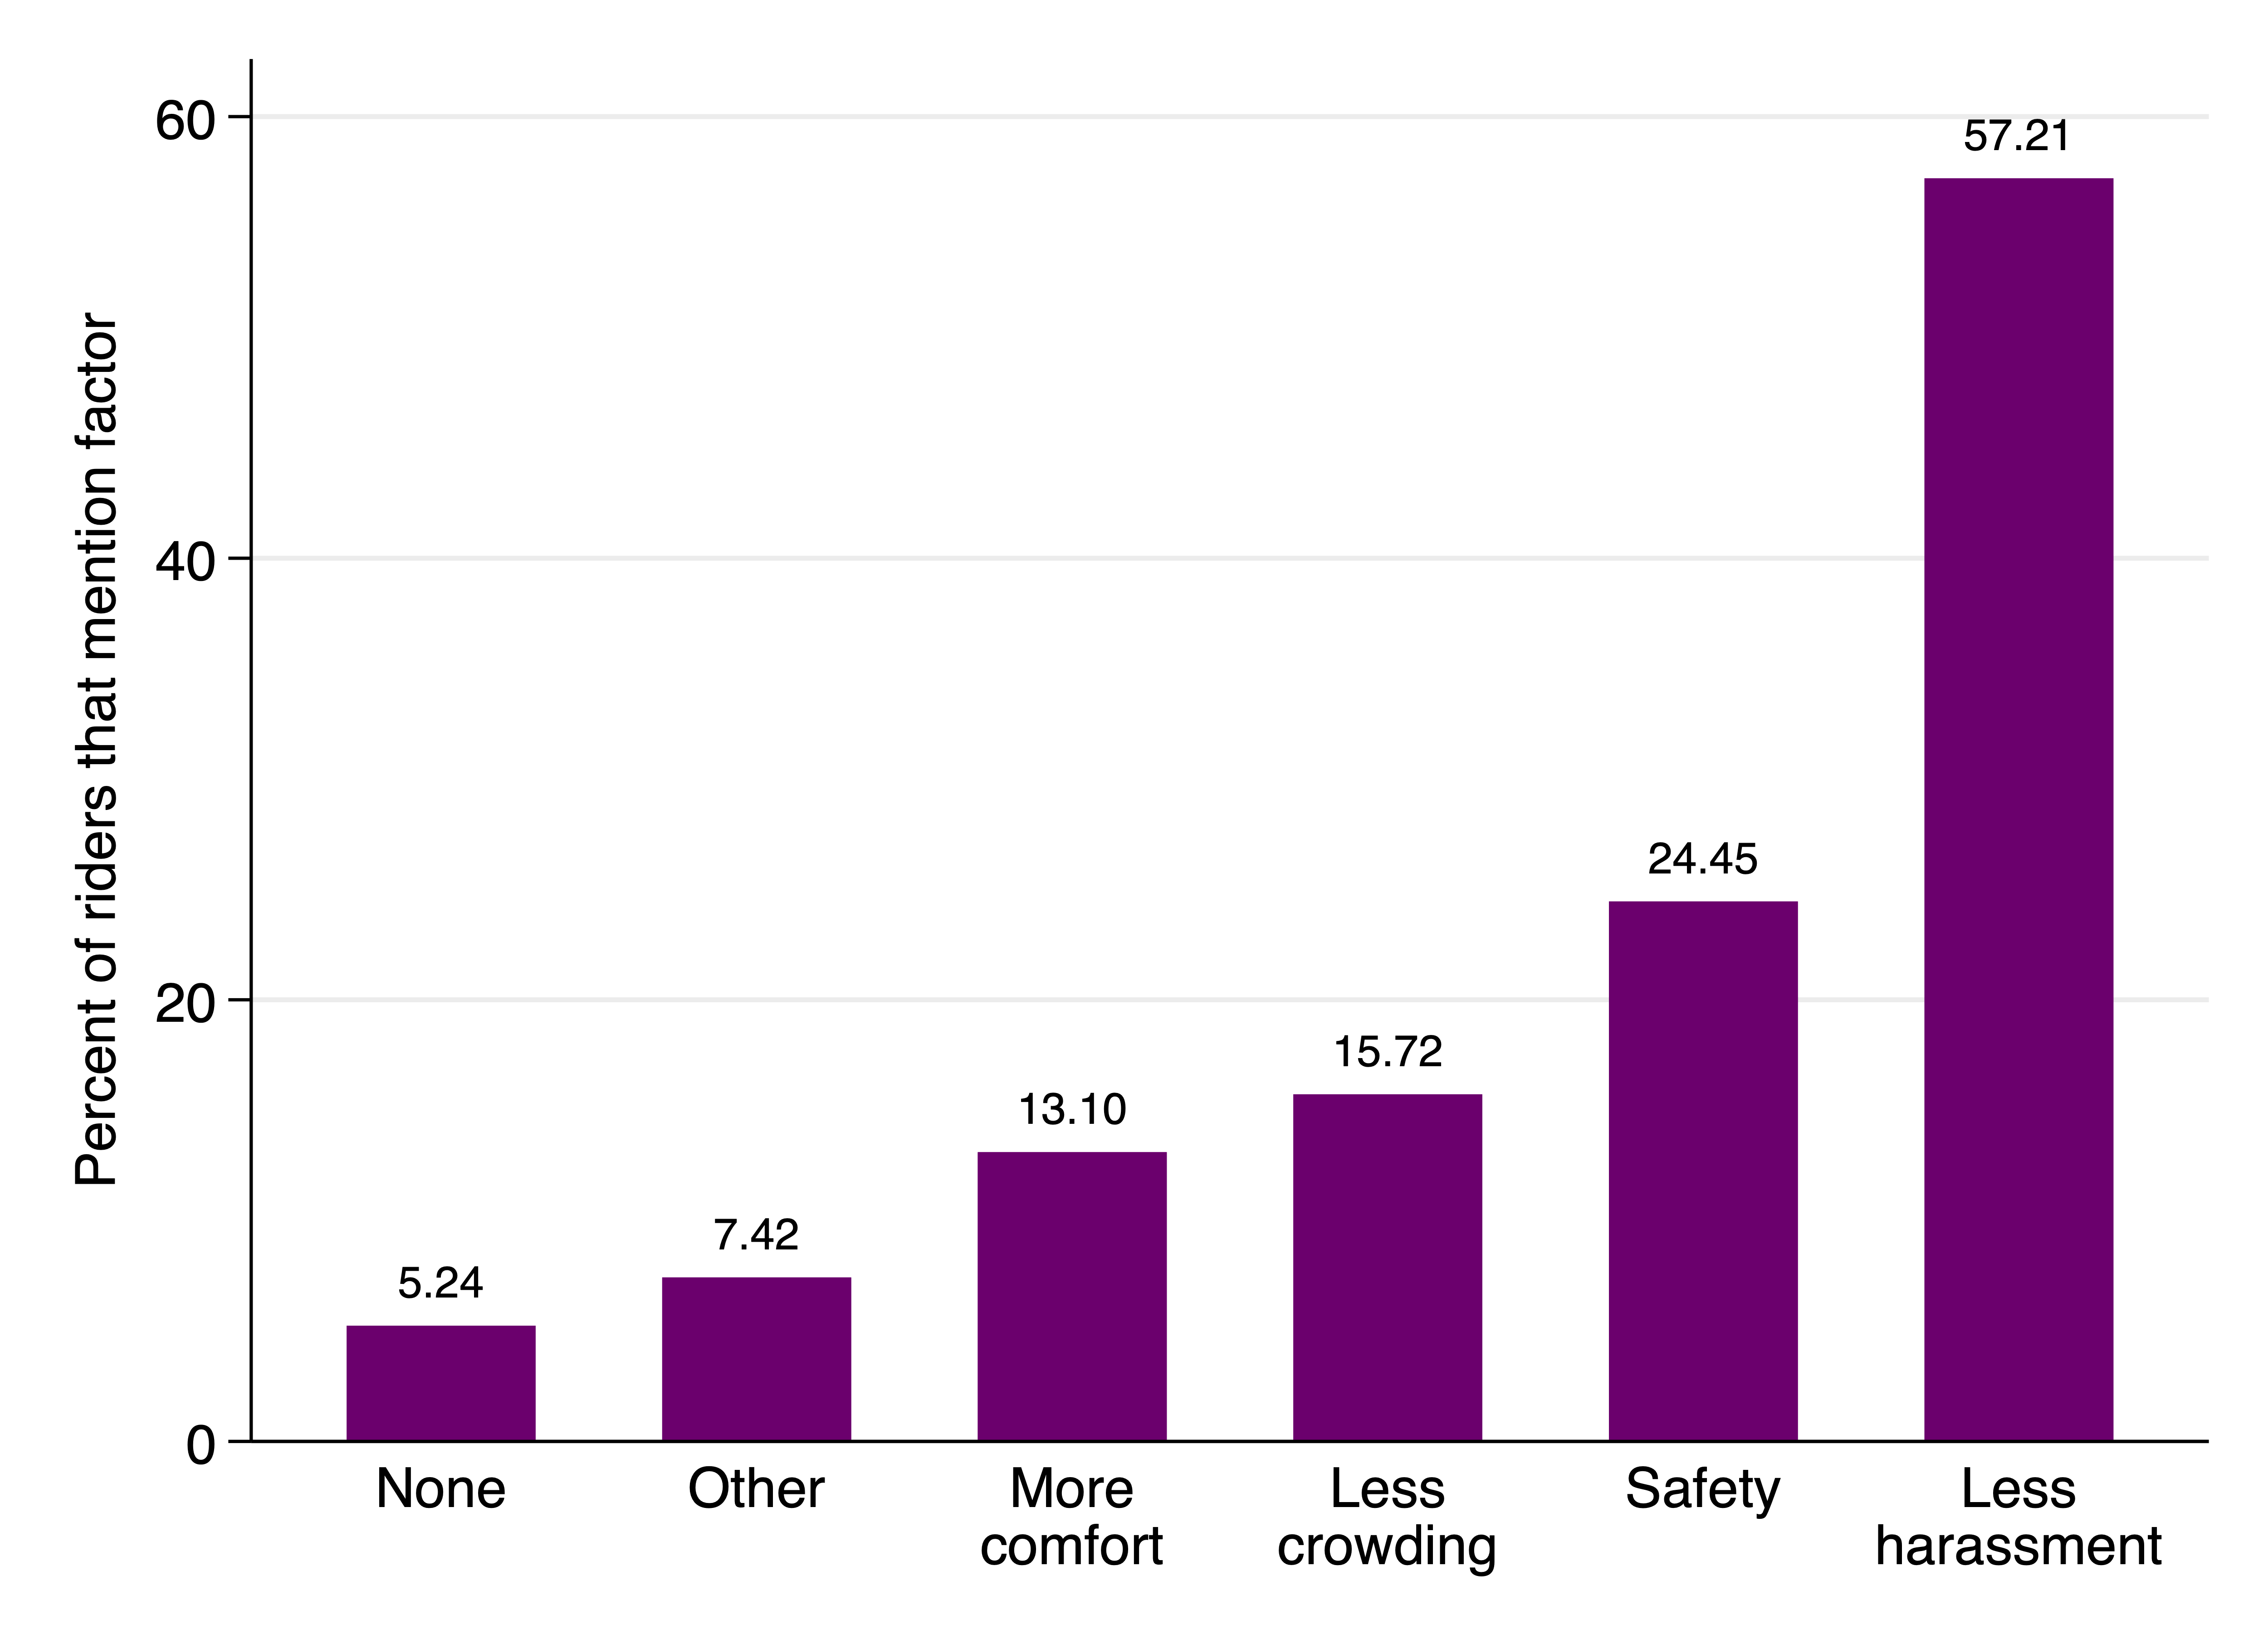 Percent of riders that mention factor
60
40
20
0
5.24
7.42
13.10
15.72
24.45
57.21
None
Other
More
comfort
Less
crowding
Safety
Less
harassment